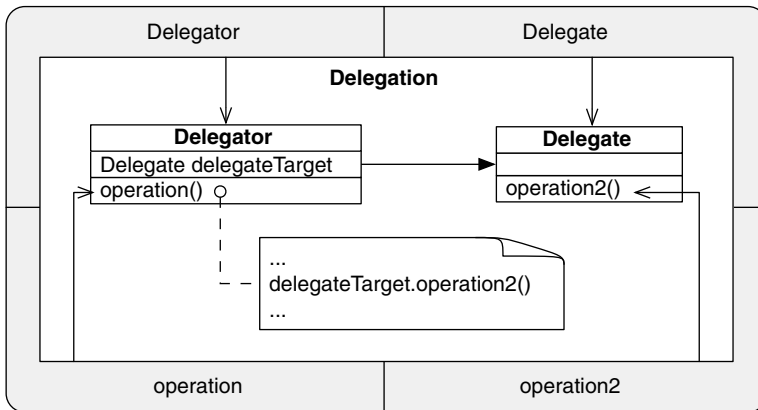 Delegator
Delegate
Delegation
Delegator
Delegate
Delegate delegateTarget
operation()
operation2()
...
delegateTarget.operation2()
...
operation
operation2